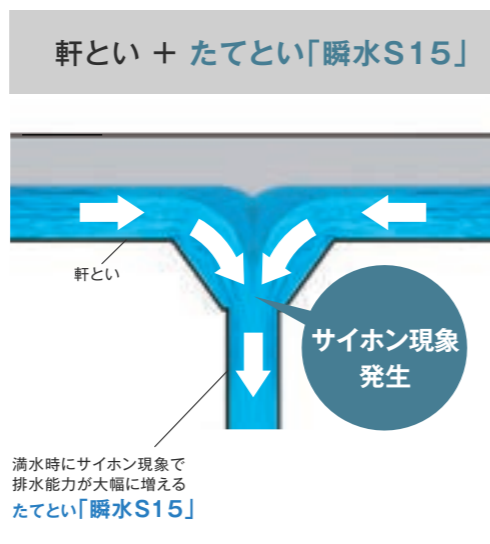 軒とい + たてとい「瞬水S15」
軒とい
サイホン現象
発生
満水時にサイホン現象で
排水能力が大幅に増える
たてとい「瞬水S15」